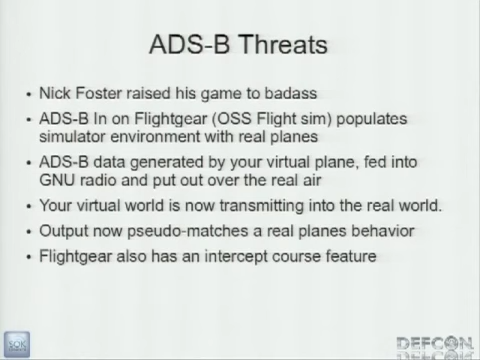 ADS-B Threats
• Nick Foster raised his game to badass
• ADS-B In on Flightgear (OSS Flight sim) populates
simulator environment with real planes
• ADS-B data generated by your virtual plane, fed into
GNU radio and put out over the real air
• Your virtual world is now transmitting into the real world.
• Output now pseudo-matches a real planes behavior
• Flightgear also has an intercept course feature
DEFCON